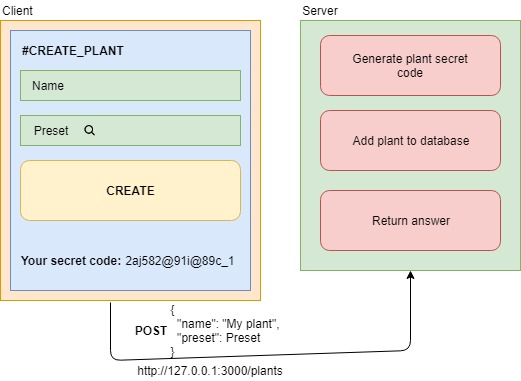 Client
#CREATE_PLANT
Name
Preset
CREATE
Your secret code: 2aj582@91i@89c_1
Server
Generate plant secret
code
Add plant to database
Return answer
POST
{
"name": "My plant",
"preset": Preset
}
http://127.0.0.1:3000/plants